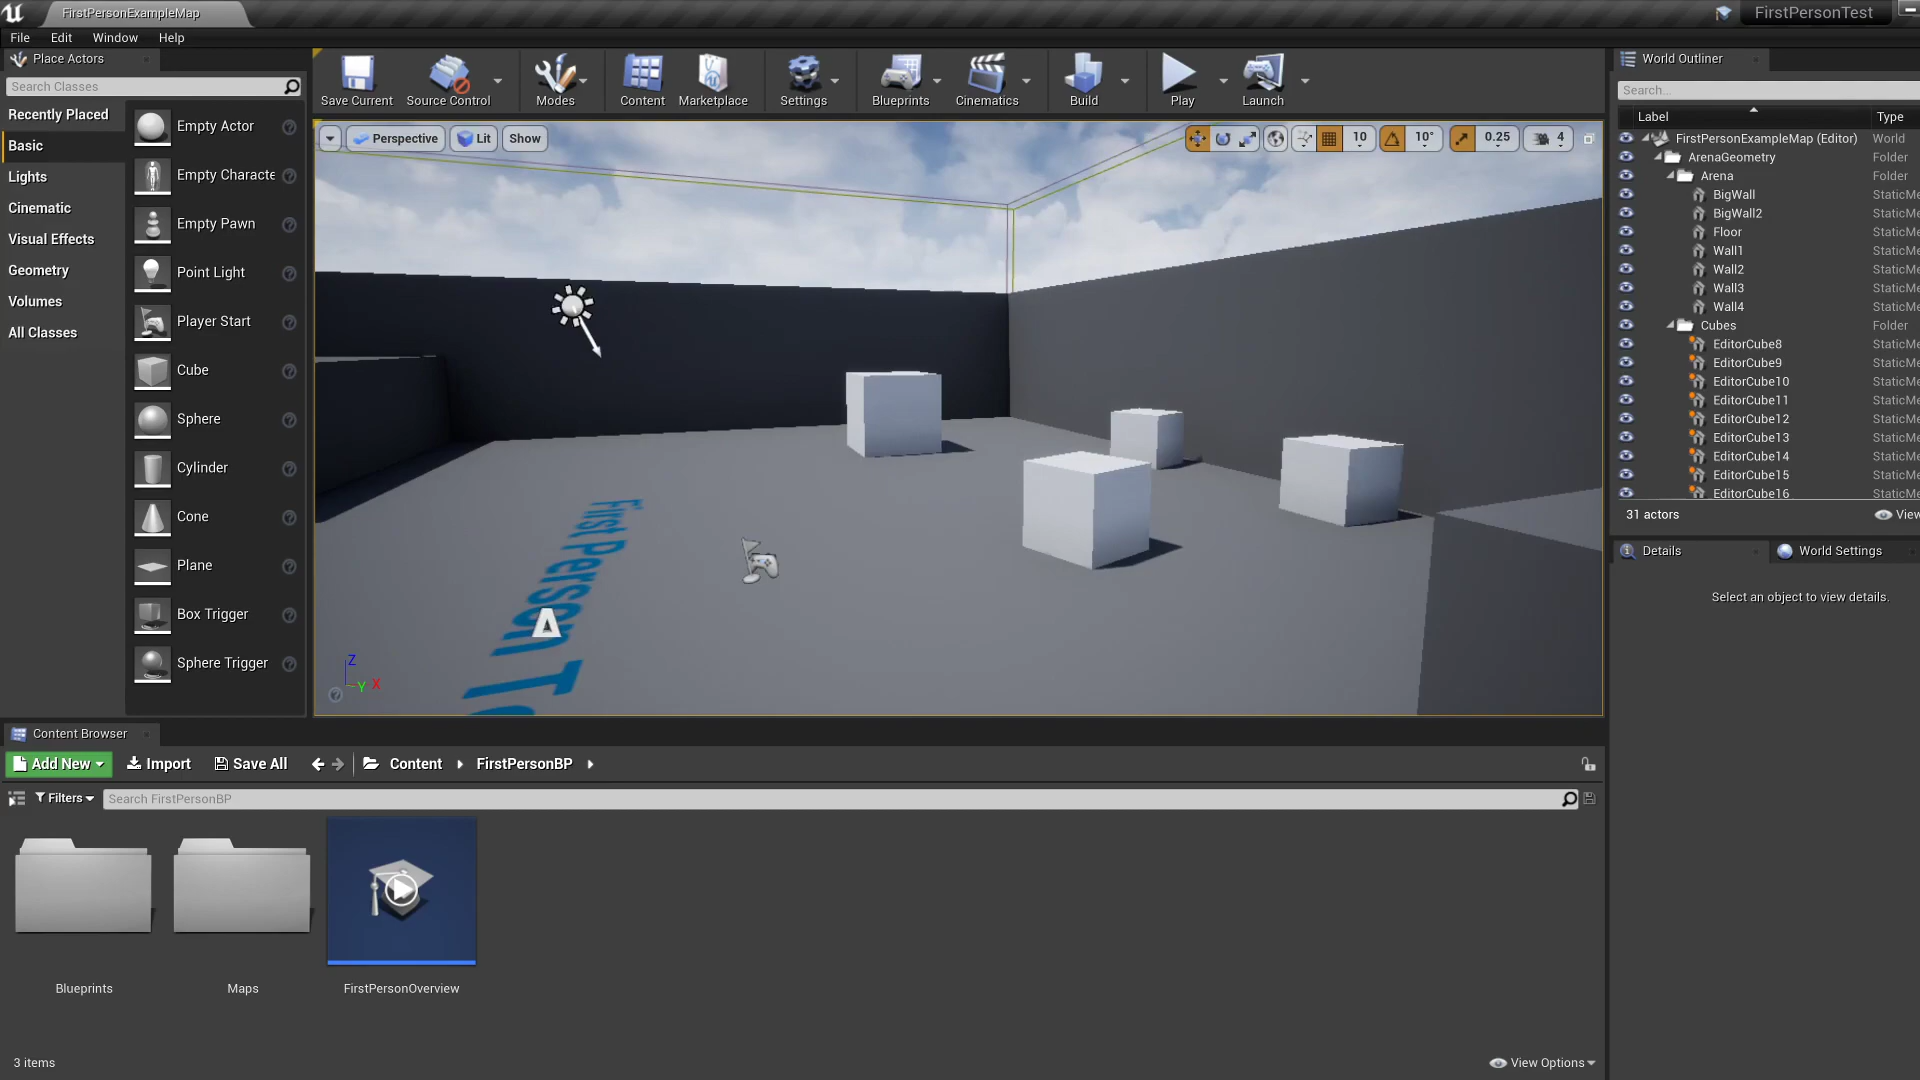 FirstPersonExampleMap
FirstPersonTest
File Edit Window Help
Place Actors
Search Classes
Recently Placed
Basic
Lights
Cinematic
Visual Effects
Geometry
Volumes
All Classes
Empty Actor
Empty Characte
Empty Pawn
Point Light
Player Start
Cube
Sphere
Cylinder
Cone
Plane
Box Trigger
Sphere Trigger
Save Current Source Control Modes Content Marketplace Settings Blueprints Cinematics Build Play Launch
Perspective Lit Show 10 10° 0.25 4
First Person Te
Z
Y X
World Outliner
Search...
Label Type
FirstPersonExampleMap (Editor) World
ArenaGeometry Folder
Arena Folder
BigWall StaticMe
BigWall2 StaticMe
Floor StaticMe
Wall1 StaticMe
Wall2 StaticMe
Wall3 StaticMe
Wall4 StaticMe
Cubes Folder
EditorCube8 StaticMe
EditorCube9 StaticMe
EditorCube10 StaticMe
EditorCube11 StaticMe
EditorCube12 StaticMe
EditorCube13 StaticMe
EditorCube14 StaticMe
EditorCube15 StaticMe
EditorCube16 StaticMe
31 actors View
Details World Settings
Select an object to view details.
Content Browser
Add New Import Save All Content FirstPersonBP
Filters Search FirstPersonBP
Blueprints Maps FirstPersonOverview
3 items View Options